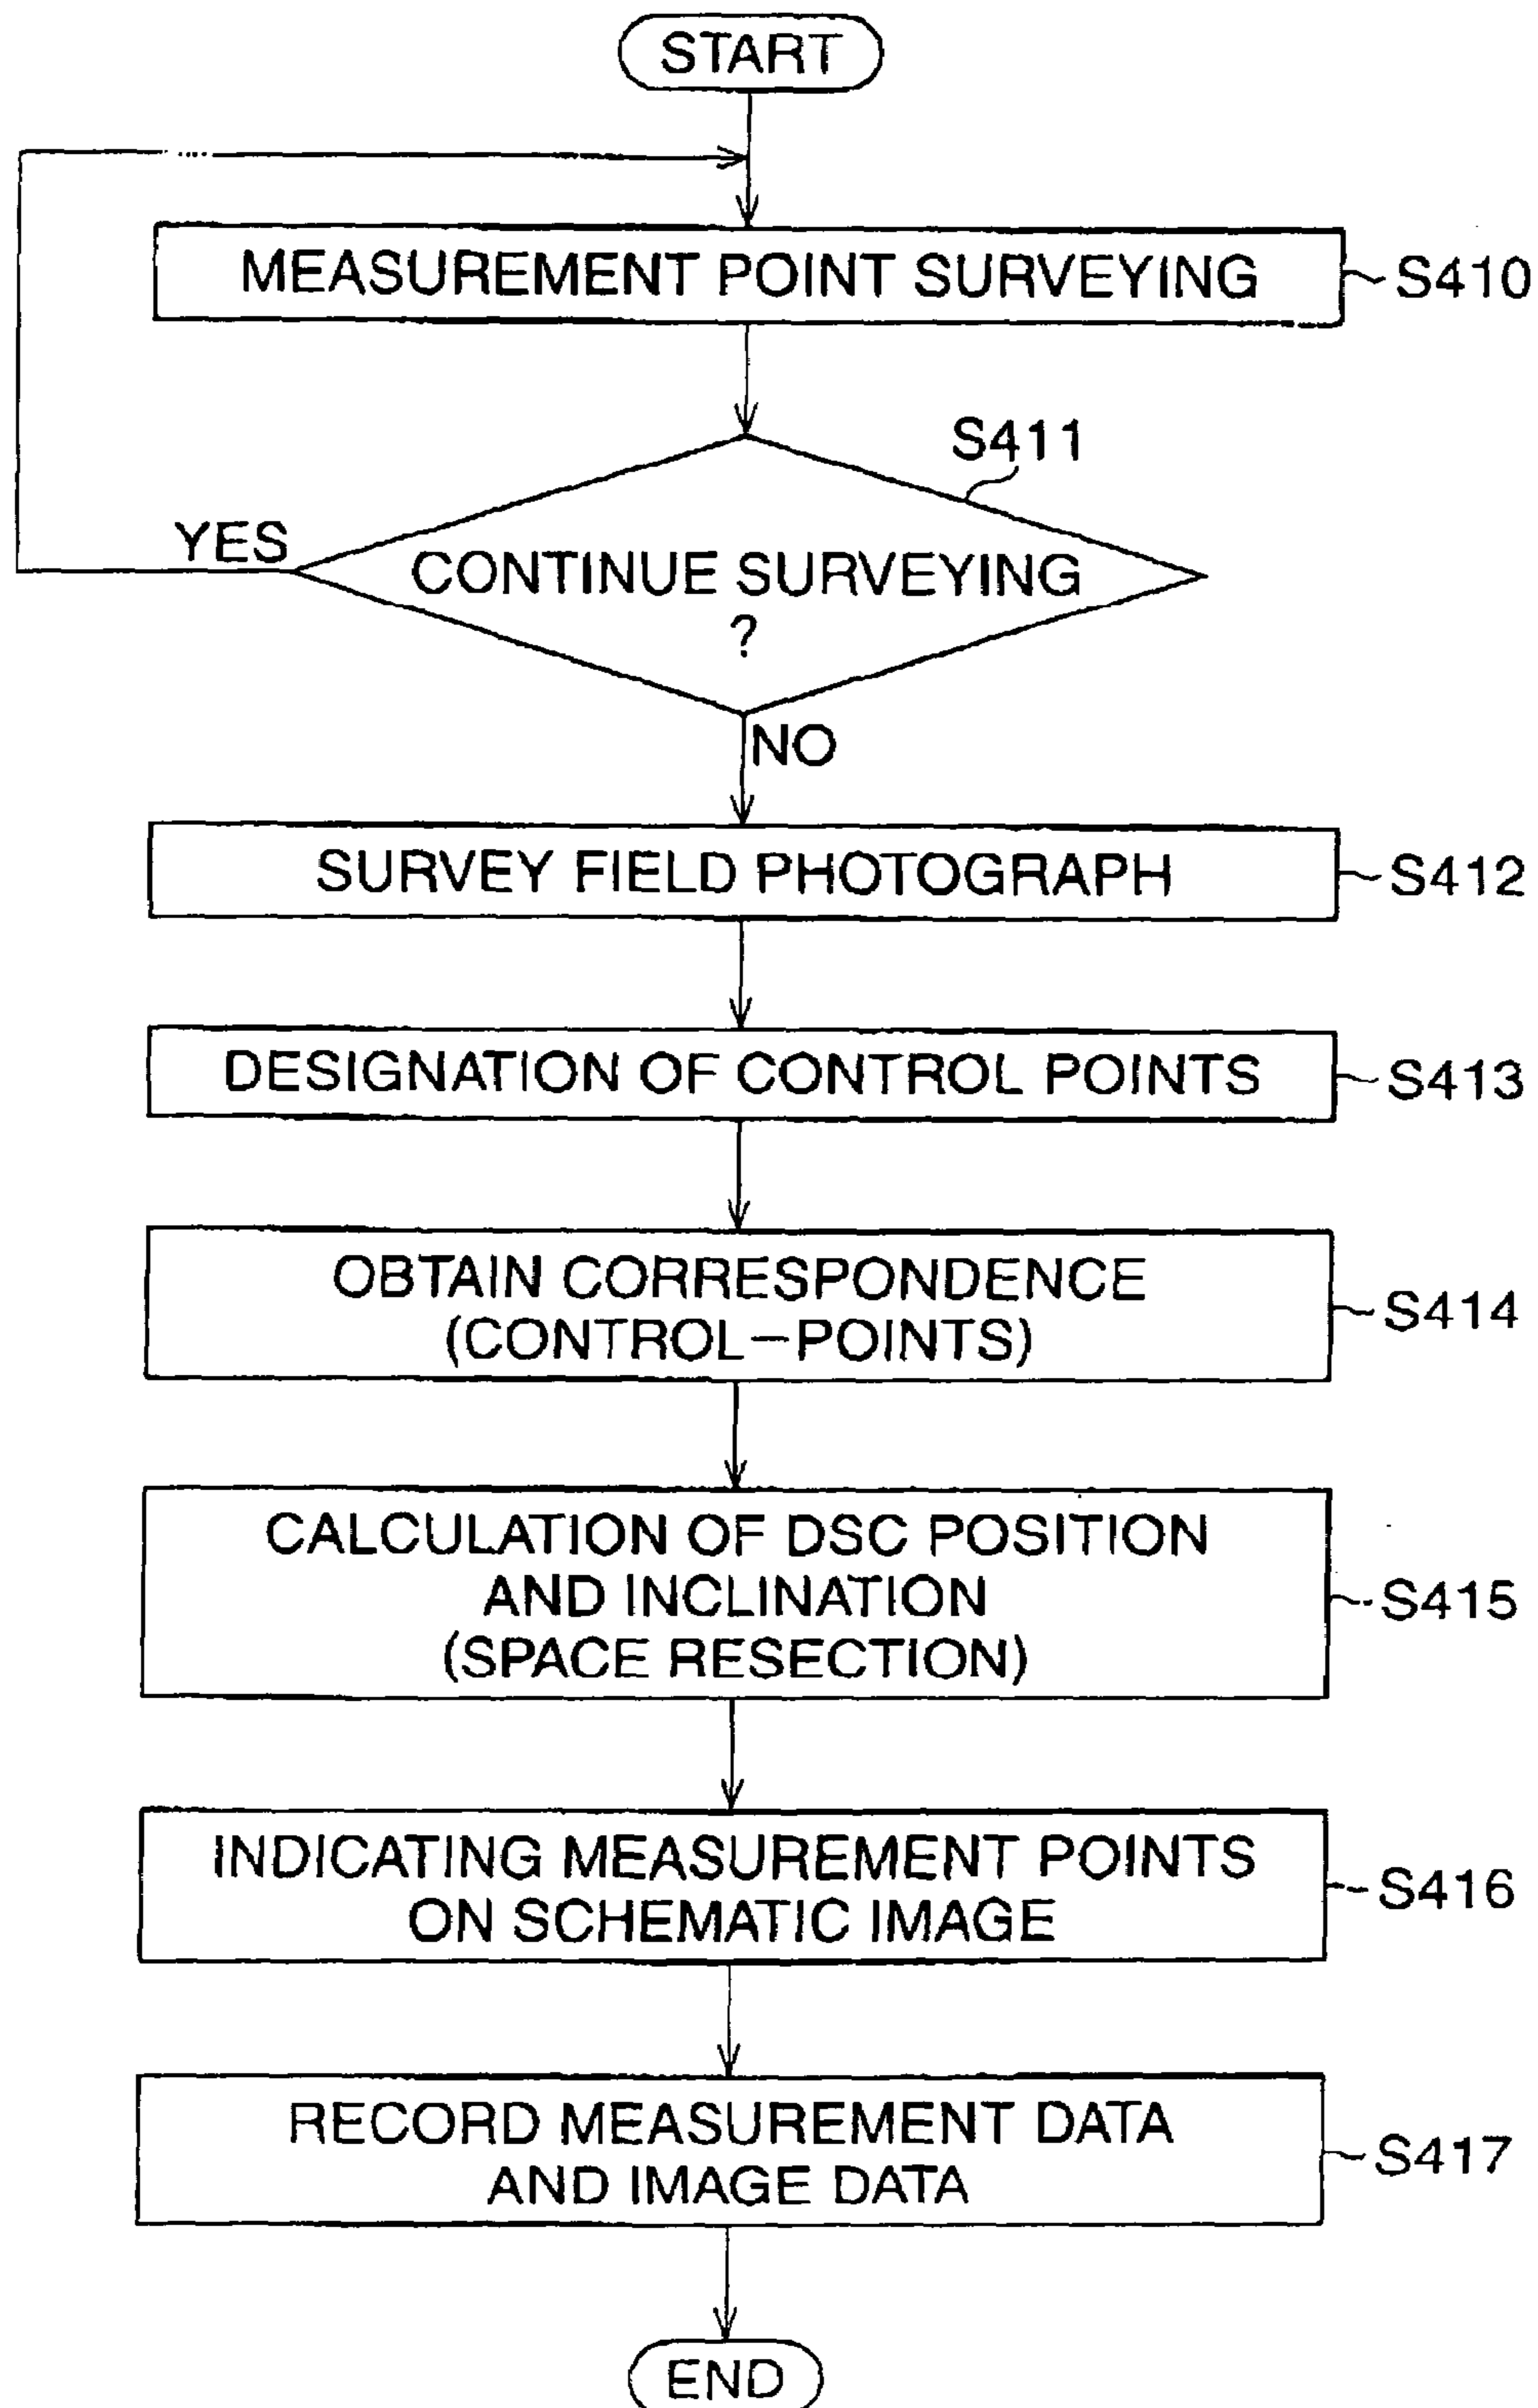 START
MEASUREMENT POINT SURVEYING
S410
S411
YES
CONTINUE SURVEYING
?
NO
SURVEY FIELD PHOTOGRAPH
S412
DESIGNATION OF CONTROL POINTS
S413
OBTAIN CORRESPONDENCE
(CONTROL-POINTS)
S414
CALCULATION OF DSC POSITION
AND INCLINATION
(SPACE RESECTION)
S415
INDICATING MEASUREMENT POINTS
ON SCHEMATIC IMAGE
S416
RECORD MEASUREMENT DATA
AND IMAGE DATA
S417
END